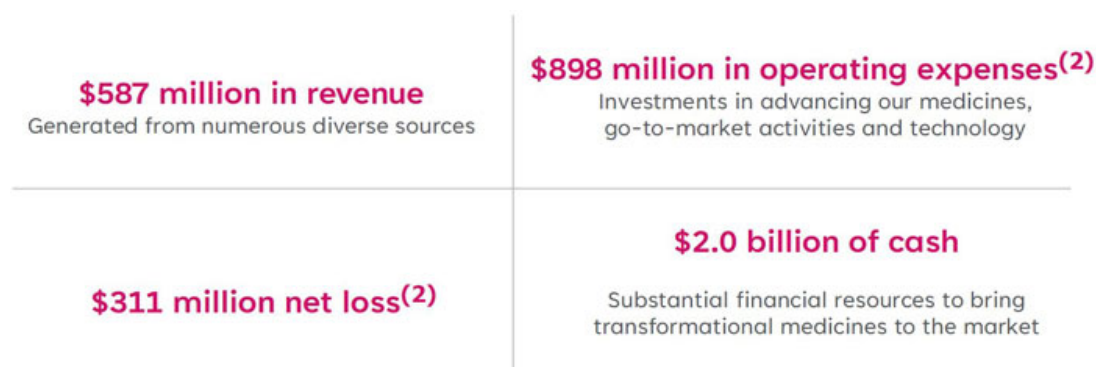 $587 million in revenue
Generated from numerous diverse sources
$898 million in operating expenses(2)
Investments in advancing our medicines,
go-to-market activities and technology
$311 million net loss(2)
$2.0 billion of cash
Substantial financial resources to bring
transformational medicines to the market